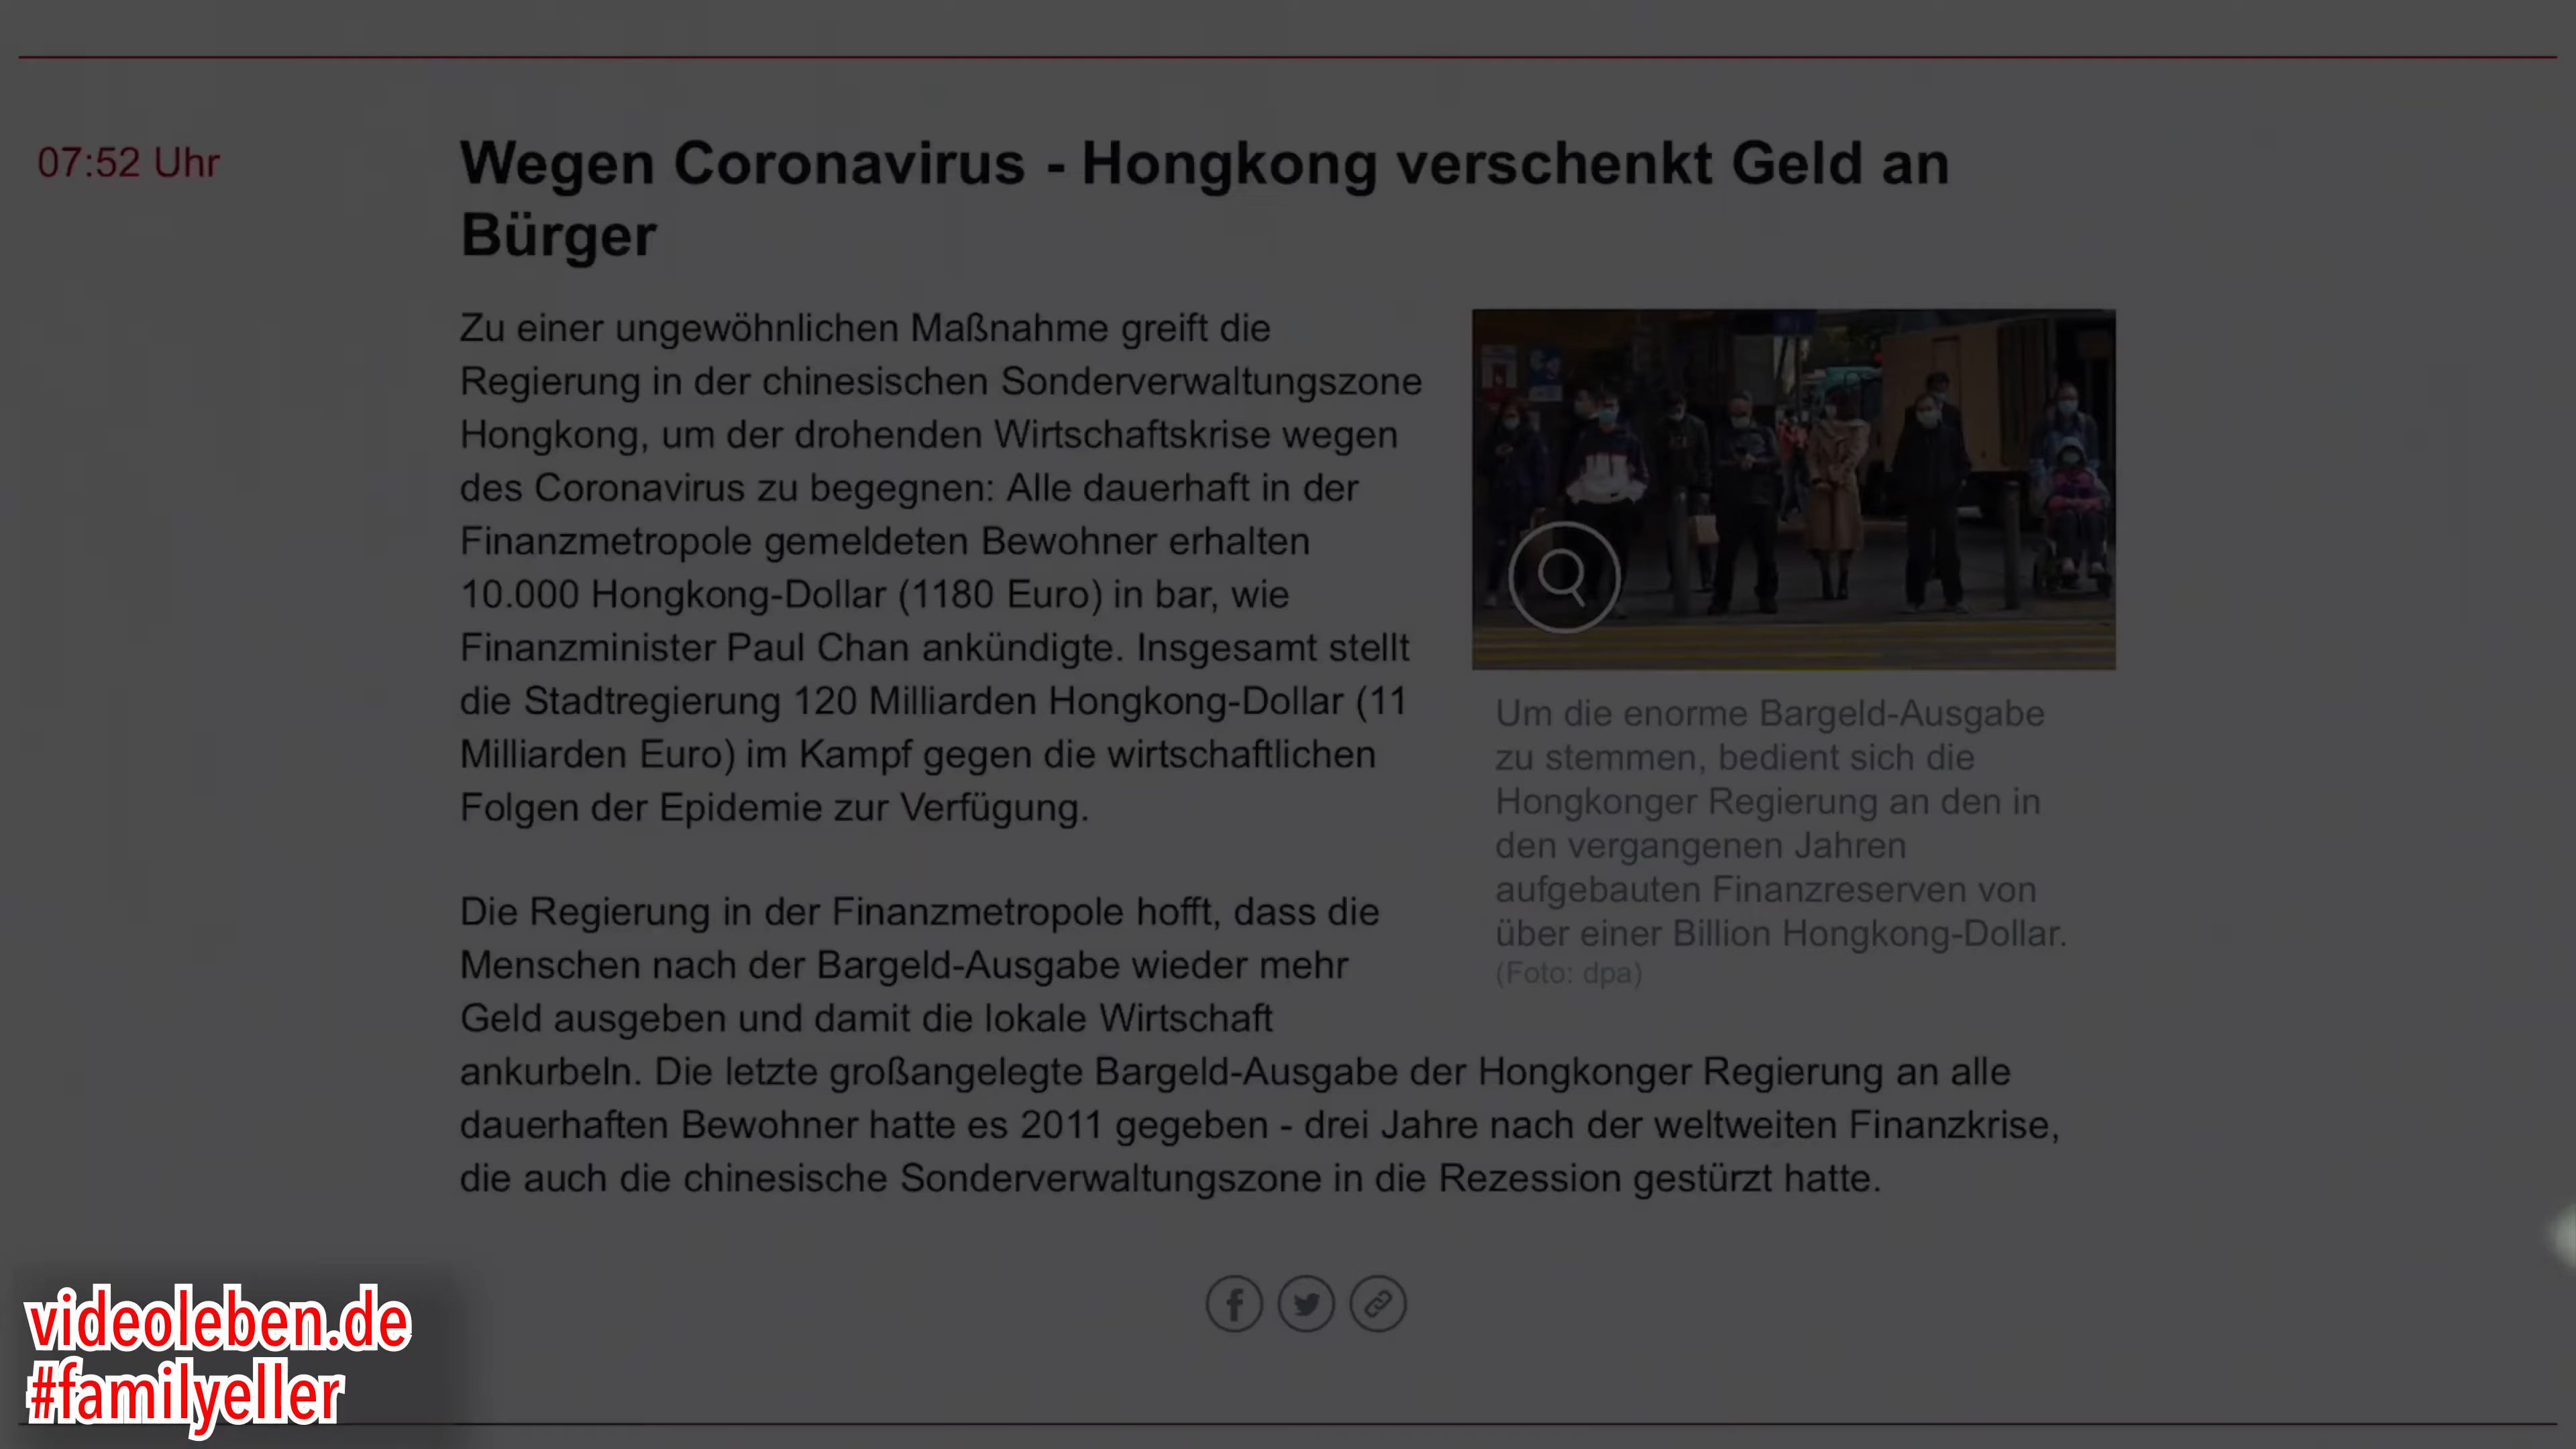 07:52 Uhr
Wegen Coronavirus - Hongkong verschenkt Geld an
Bürger
Zu einer ungewöhnlichen Maßnahme greift die
Regierung in der chinesischen Sonderverwaltungszone
Hongkong, um der drohenden Wirtschaftskrise wegen
des Coronavirus zu begegnen: Alle dauerhaft in der
Finanzmetropole gemeldeten Bewohner erhalten
10.000 Hongkong-Dollar (1180 Euro) in bar, wie
Finanzminister Paul Chan ankündigte. Insgesamt stellt
die Stadtregierung 120 Milliarden Hongkong-Dollar (11
Milliarden Euro) im Kampf gegen die wirtschaftlichen
Folgen der Epidemie zur Verfügung.
Um die enorme Bargeld-Ausgabe
zu stemmen, bedient sich die
Hongkonger Regierung an den in
den vergangenen Jahren
aufgebauten Finanzreserven von
über einer Billion Hongkong-Dollar.
(Foto: dpa)
Die Regierung in der Finanzmetropole hofft, dass die
Menschen nach der Bargeld-Ausgabe wieder mehr
Geld ausgeben und damit die lokale Wirtschaft
ankurbeln. Die letzte großangelegte Bargeld-Ausgabe der Hongkonger Regierung an alle
dauerhaften Bewohner hatte es 2011 gegeben - drei Jahre nach der weltweiten Finanzkrise,
die auch die chinesische Sonderverwaltungszone in die Rezession gestürzt hatte.
videoleben.de
#familyeller